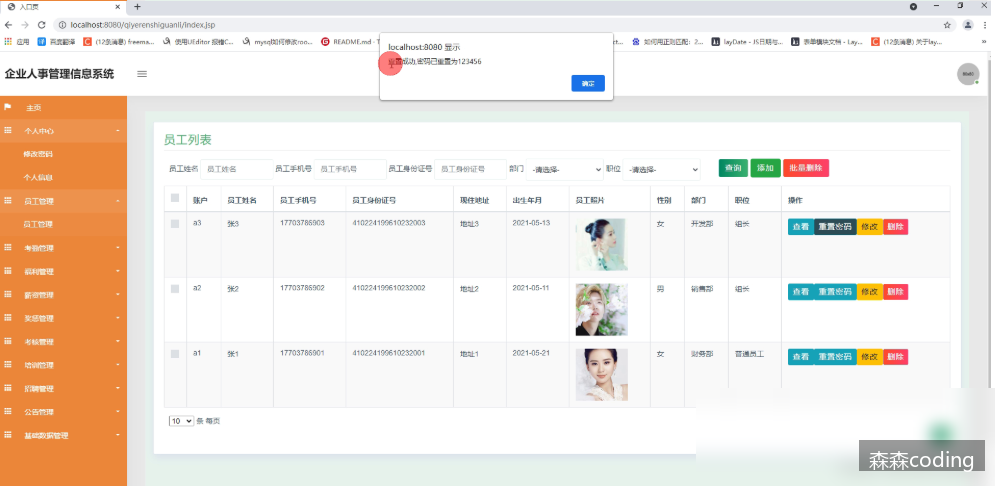 入口页
localhost:8080/qiyerenshiguanli/index.jsp
应用 百度翻译 (12条消息) freema... 使用UEditor 报错C... mysql如何修改roo... README.md - T 如何用正则匹配: 2... layDate - JS日期与... 表单模块文档 - Lay... (12条消息) 关于lay...
localhost:8080 显示
重置成功,密码已重置为123456
确定
企业人事管理信息系统
主页
个人中心
修改密码
个人信息
员工管理
员工管理
考勤管理
福利管理
薪资管理
奖惩管理
考核管理
培训管理
招聘管理
公告管理
基础数据管理
员工列表
员工姓名 员工姓名 员工手机号 员工手机号 员工身份证号 员工身份证号 部门 -请选择- 职位 -请选择- 查询 添加 批量删除
账户 员工姓名 员工手机号 员工身份证号 现住地址 出生年月 员工照片 性别 部门 职位 操作
a3 张3 17703786903 410224199610232003 地址3 2021-05-13 女 开发部 组长 查看 重置密码 修改 删除
a2 张2 17703786902 410224199610232002 地址2 2021-05-11 男 销售部 组长 查看 重置密码 修改 删除
a1 张1 17703786901 410224199610232001 地址1 2021-05-21 女 财务部 普通员工 查看 重置密码 修改 删除
10 条 每页
森森coding